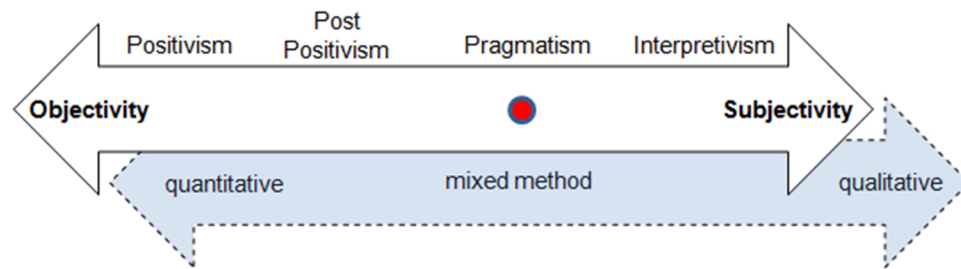 Positivism
Post
Positivism
Pragmatism
Interpretivism
Objectivity
Subjectivity
quantitative
mixed method
qualitative